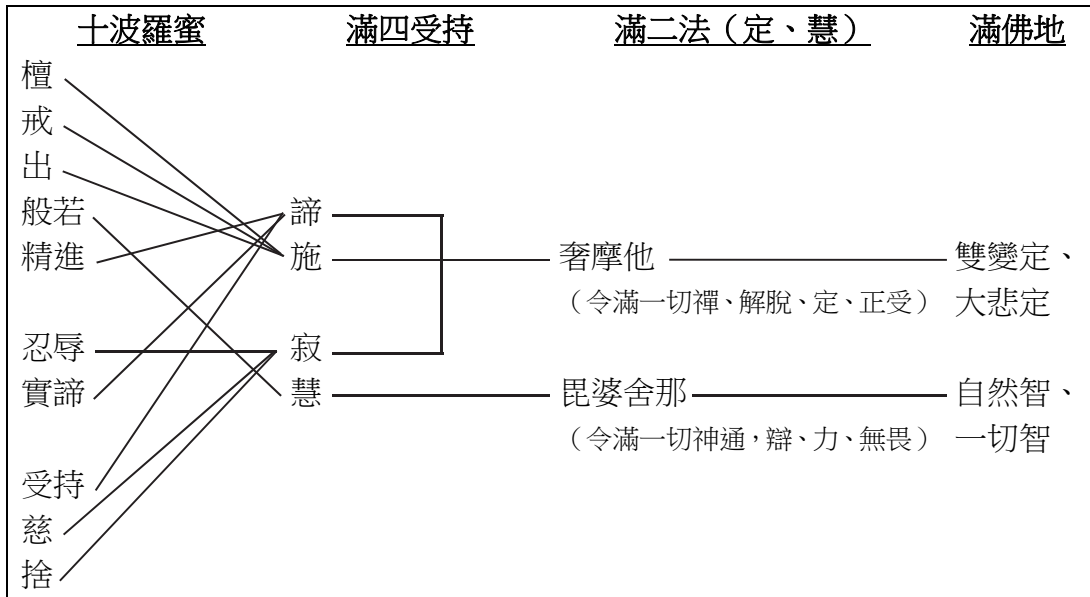 十波羅蜜 滿四受持 滿二法（定、慧） 滿佛地
檀
戒
出
般若 諦
精進 施 奢摩他 雙變定、
（令滿一切禪、解脫、定、正受） 大悲定
忍辱 寂
實諦 慧 毘婆舍那 自然智、
（令滿一切神通，辯、力、無畏） 一切智
受持
慈
捨